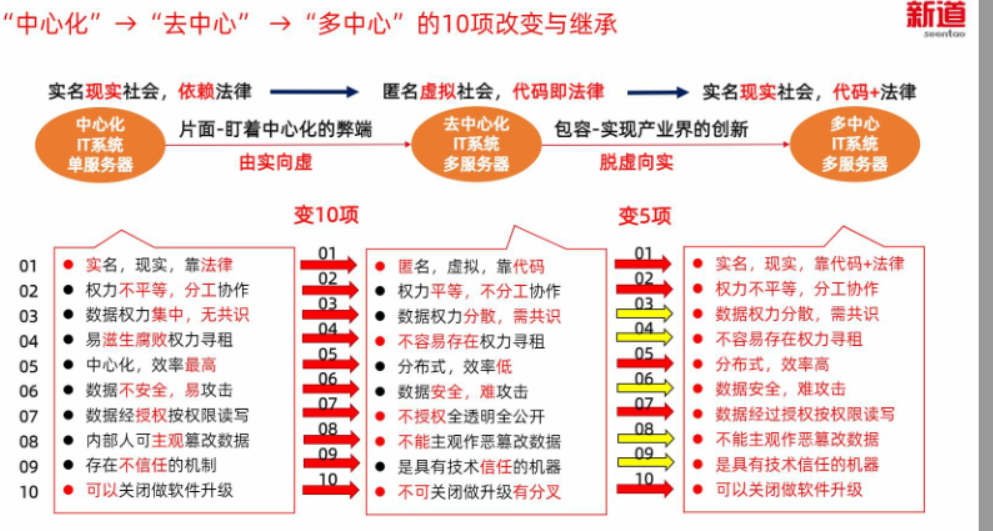 “中心化” → “去中心” → “多中心” 的10项改变与继承
新道
seentao
实名现实社会，依赖法律
匿名虚拟社会，代码即法律
实名现实社会，代码+法律
中心化
IT系统
单服务器
片面-盯着中心化的弊端
由实向虚
去中心化
IT系统
多服务器
包容-实现产业界的创新
脱虚向实
多中心
IT系统
多服务器
变10项
变5项
01 ● 实名，现实，靠法律 01 ● 匿名，虚拟，靠代码 01 ● 实名，现实，靠代码+法律
02 ● 权力不平等，分工协作 02 ● 权力平等，不分工协作 02 ● 权力不平等，分工协作
03 ● 数据权力集中，无共识 03 ● 数据权力分散，需共识 03 ● 数据权力分散，需共识
04 ● 易滋生腐败权力寻租 04 ● 不容易存在权力寻租 04 ● 不容易存在权力寻租
05 ● 中心化，效率最高 05 ● 分布式，效率低 05 ● 分布式，效率高
06 ● 数据不安全，易攻击 06 ● 数据安全，难攻击 06 ● 数据安全，难攻击
07 ● 数据经授权按权限读写 07 ● 不授权全透明全公开 07 ● 数据经过授权按权限读写
08 ● 内部人可主观篡改数据 08 ● 不能主观作恶篡改数据 08 ● 不能主观作恶篡改数据
09 ● 存在不信任的机制 09 ● 是具有技术信任的机器 09 ● 是具有技术信任的机器
10 ● 可以关闭做软件升级 10 ● 不可关闭做升级有分叉 10 ● 可以关闭做软件升级